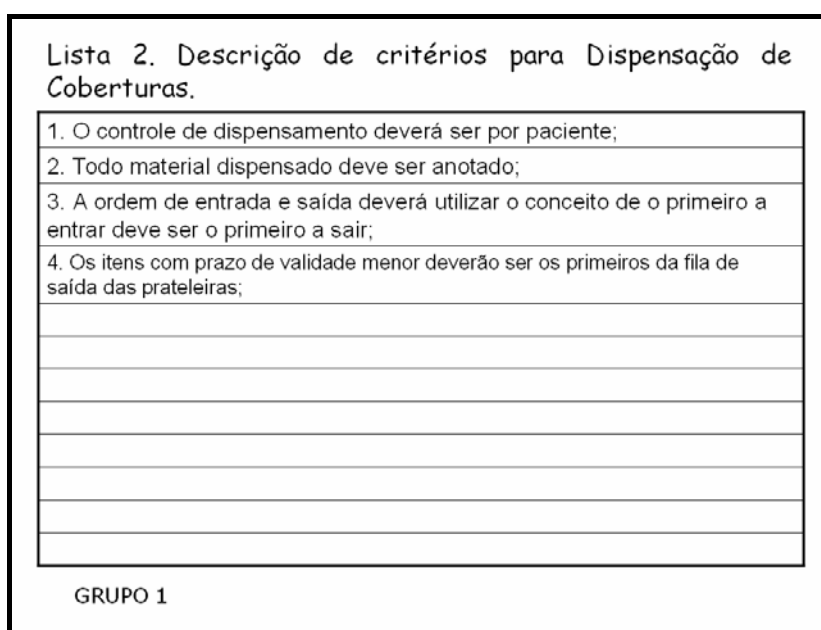 Lista 2. Descrição de critérios para Dispensação de
Coberturas.
1. O controle de dispensamento deverá ser por paciente;
2. Todo material dispensado deve ser anotado;
3. A ordem de entrada e saída deverá utilizar o conceito de o primeiro a
entrar deve ser o primeiro a sair;
4. Os itens com prazo de validade menor deverão ser os primeiros da fila de
saída das prateleiras;
GRUPO 1